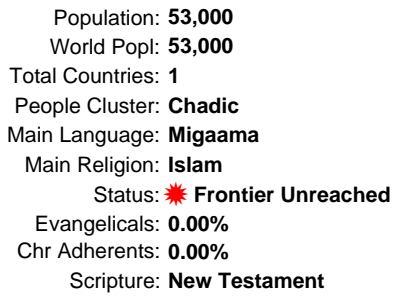 Population: 53,000
World Popl: 53,000
Total Countries: 1
People Cluster: Chadic
Main Language: Migaama
Main Religion: Islam
Status: Frontier Unreached
Evangelicals: 0.00%
Chr Adherents: 0.00%
Scripture: New Testament